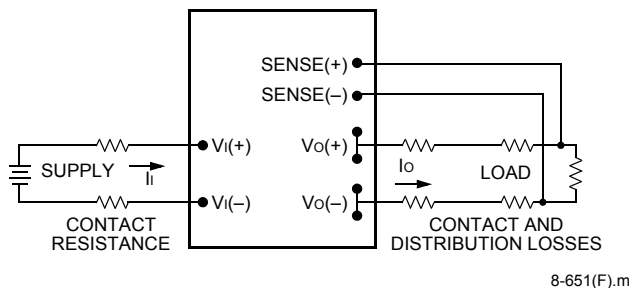 SENSE(+)
SENSE(–)
VI(+)
VO(+)
IO
SUPPLY
II
LOAD
VI(–)
VO(–)
CONTACT
RESISTANCE
CONTACT AND
DISTRIBUTION LOSSES
8-651(F).m